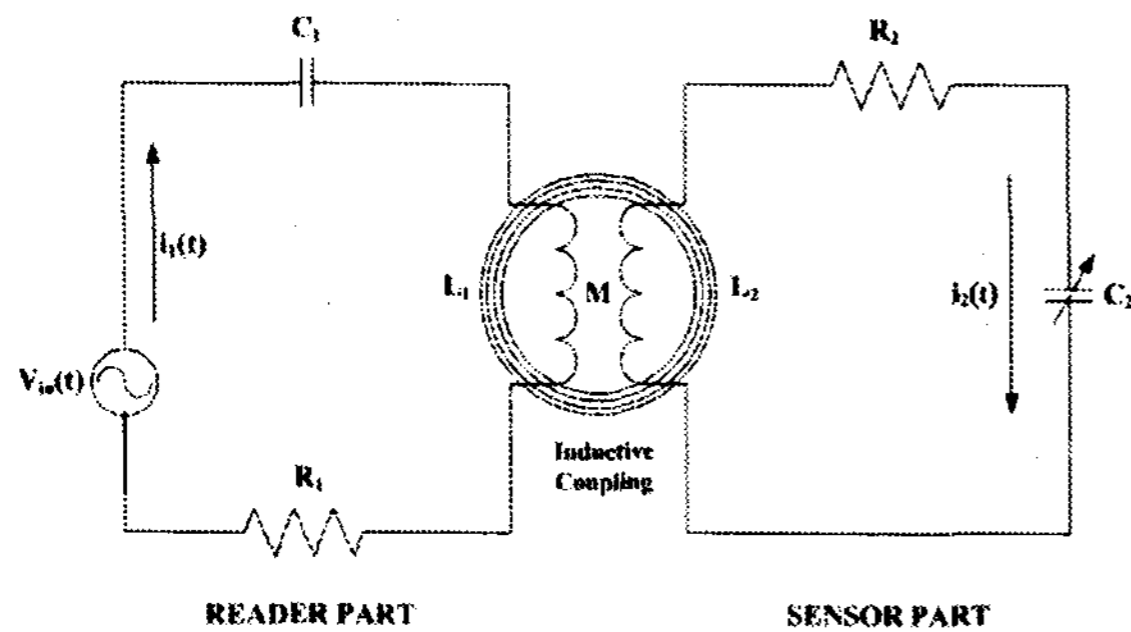 C₁
R₂
i₁(t)
L₁
M
L₂
i₂(t)
C₂
Vᵢₙ(t)
Inductive
Coupling
R₁
READER PART
SENSOR PART